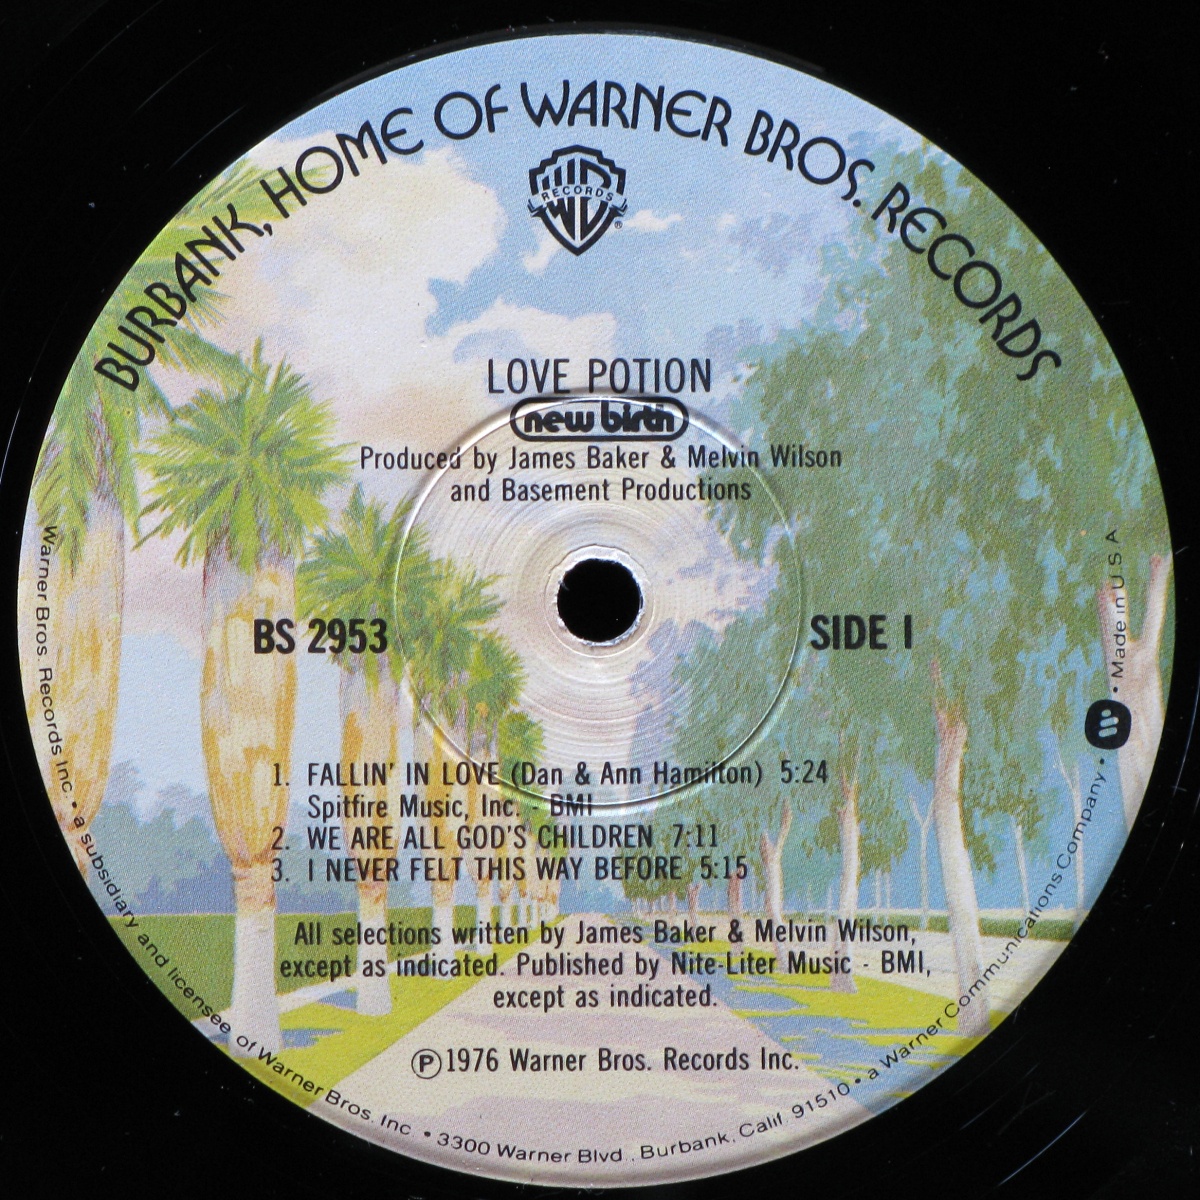 BURBANK, HOME OF WARNER BROS. RECORDS
RECORDS
®
LOVE POTION
new birth
Produced by James Baker & Melvin Wilson
and Basement Productions
BS 2953
SIDE 1
1. FALLIN' IN LOVE (Dan & Ann Hamilton) 5:24
Spitfire Music, Inc. - BMI
2. WE ARE ALL GOD'S CHILDREN 7:11
3. I NEVER FELT THIS WAY BEFORE 5:15
All selections written by James Baker & Melvin Wilson,
except as indicated. Published by Nite-Liter Music - BMI,
except as indicated.
℗1976 Warner Bros. Records Inc.
Warner Bros. Records Inc. • a subsidiary and licensee of Warner Bros. Inc • 3300 Warner Blvd., Burbank, Calif. 91510 • a Warner Communications Company • • Made in U S A